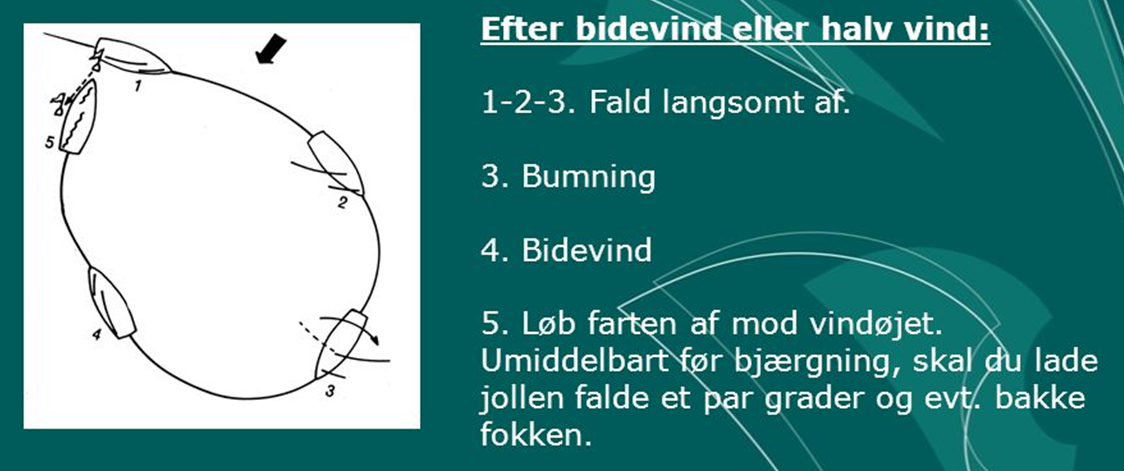 Efter bidevind eller halv vind:
1-2-3. Fald langsomt af.
3. Bumning
4. Bidevind
5. Løb farten af mod vindøjet.
Umiddelbart før bjærgning, skal du lade
jollen falde et par grader og evt. bakke
fokken.
1
2
3
4
5